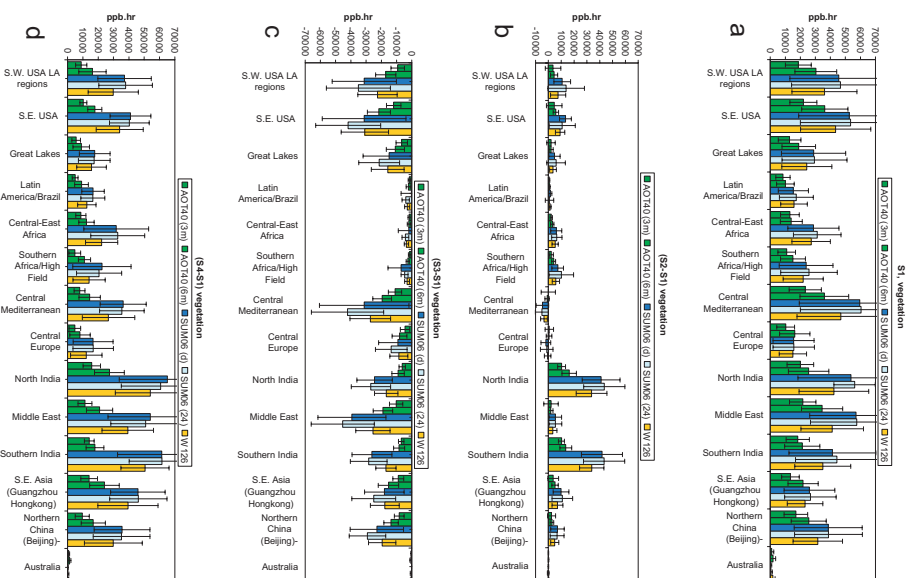 a
S1, vegetation
AOT40 (3m) AOT40 (6m) SUM06 (d) SUM06 (24) W126
ppb.hr
70000
60000
50000
40000
30000
20000
10000
0
S.W. USA LA
regions
S.E. USA
Great Lakes
Latin
America/Brazil
Central-East
Africa
Southern
Africa/High
Field
Central
Mediterranean
Central
Europe
North India
Middle East
Southern India
S.E. Asia
(Guangzhou
Hongkong)
Northern
China
(Beijing)-
Australia
b
(S2-S1) vegetation
AOT40 (3m) AOT40 (6m) SUM06 (d) SUM06 (24) W126
ppb.hr
70000
60000
50000
40000
30000
20000
10000
0
-10000
S.W. USA LA
regions
S.E. USA
Great Lakes
Latin
America/Brazil
Central-East
Africa
Southern
Africa/High
Field
Central
Mediterranean
Central
Europe
North India
Middle East
Southern India
S.E. Asia
(Guangzhou
Hongkong)
Northern
China
(Beijing)-
Australia
c
(S3-S1) vegetation
AOT40 (3m) AOT40 (6m) SUM06 (d) SUM06 (24) W126
ppb.hr
0
-10000
-20000
-30000
-40000
-50000
-60000
-70000
S.W. USA LA
regions
S.E. USA
Great Lakes
Latin
America/Brazil
Central-East
Africa
Southern
Africa/High
Field
Central
Mediterranean
Central
Europe
North India
Middle East
Southern India
S.E. Asia
(Guangzhou
Hongkong)
Northern
China
(Beijing)-
Australia
d
(S4-S1) vegetation
AOT40 (3m) AOT40 (6m) SUM06 (d) SUM06 (24) W126
ppb.hr
70000
60000
50000
40000
30000
20000
10000
0
S.W. USA LA
regions
S.E. USA
Great Lakes
Latin
America/Brazil
Central-East
Africa
Southern
Africa/High
Field
Central
Mediterranean
Central
Europe
North India
Middle East
Southern India
S.E. Asia
(Guangzhou
Hongkong)
Northern
China
(Beijing)-
Australia